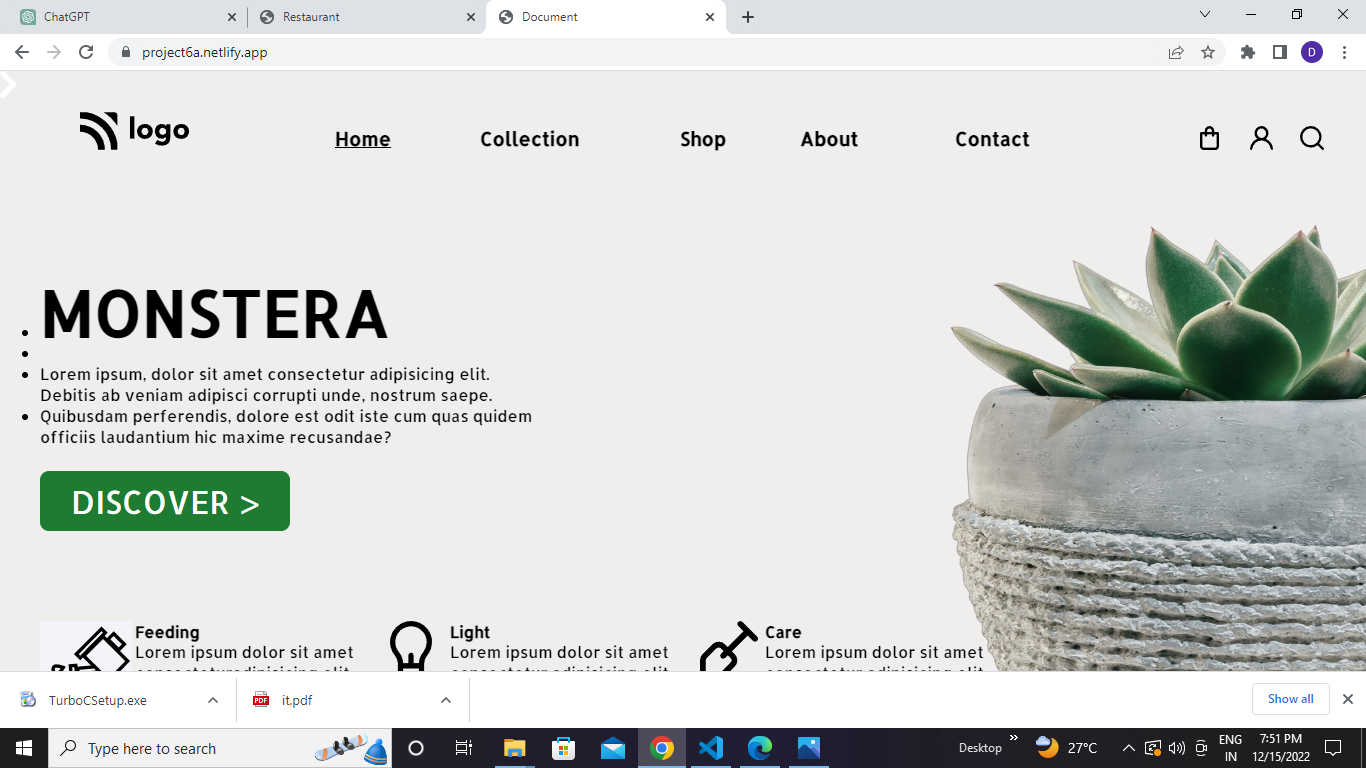 ChatGPT
Restaurant
Document
project6a.netlify.app
D
logo
Home
Collection
Shop
About
Contact
MONSTERA
Lorem ipsum, dolor sit amet consectetur adipisicing elit.
Debitis ab veniam adipisci corrupti unde, nostrum saepe.
Quibusdam perferendis, dolore est odit iste cum quas quidem
officiis laudantium hic maxime recusandae?
DISCOVER >
Feeding
Lorem ipsum dolor sit amet
Light
Lorem ipsum dolor sit amet
Care
Lorem ipsum dolor sit amet
TurboCSetup.exe
PDF
it.pdf
Show all
Type here to search
Desktop
27°C
ENG
IN
7:51 PM
12/15/2022